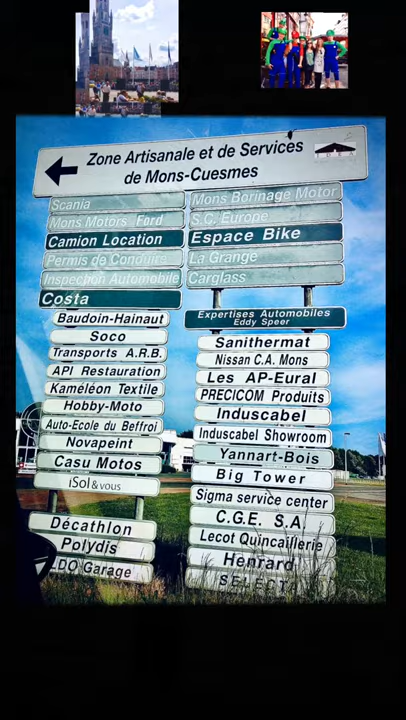 Zone Artisanale et de Services
de Mons-Cuesmes
Scania
Mons Motors Ford
Camion Location
Permis de Conduire
Inspection Automobile
Costa
Baudoin-Hainaut
Soco
Transports A.R.B.
API Restauration
Kaméléon Textile
Hobby-Moto
Auto-Ecole du Beffroi
Novapeint
Casu Motos
iSol & vous
Décathlon
Polydis
LDO Garage
Mons Borinage Motor
S.C. Europe
Espace Bike
La Grange
Carglass
Expertises Automobiles
Eddy Speer
Sanithermat
Nissan C.A. Mons
Les AP-Eural
PRECICOM Produits
Induscabel
Induscabel Showroom
Yannart-Bois
Big Tower
Sigma service center
C.G.E. S.A.
Lecot Quincaillerie
Henrard
SELECT